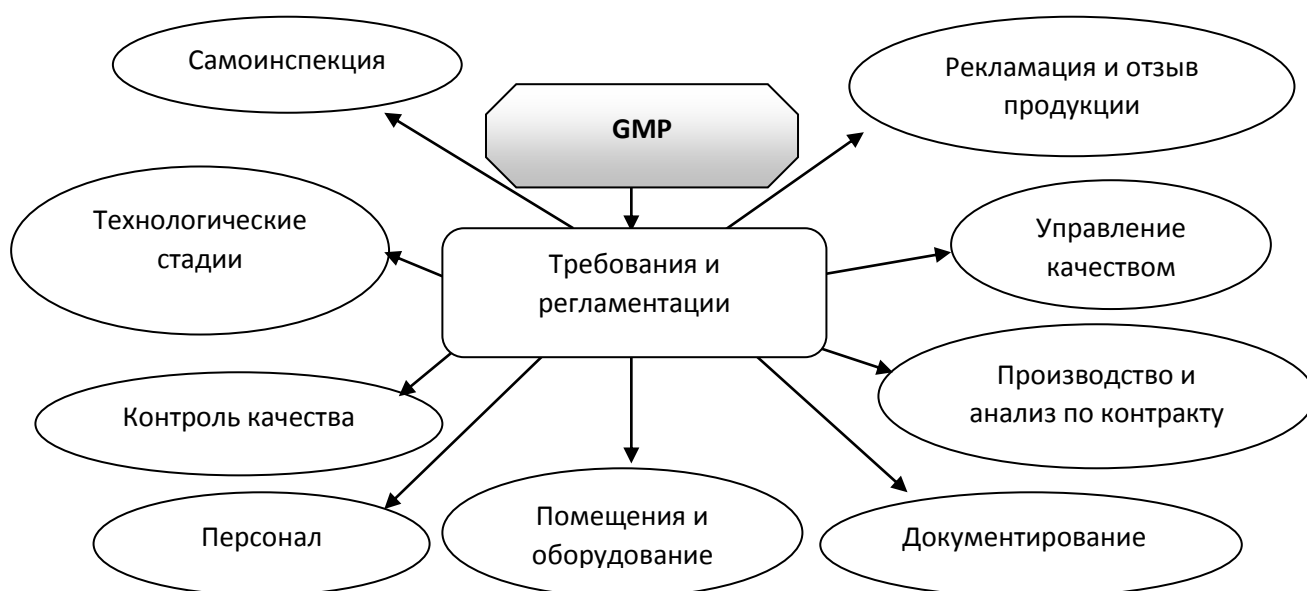 Самоинспекция
GMP
Рекламация и отзыв
продукции
Технологические
стадии
Требования и
регламентации
Управление
качеством
Контроль качества
Производство и
анализ по контракту
Персонал
Помещения и
оборудование
Документирование